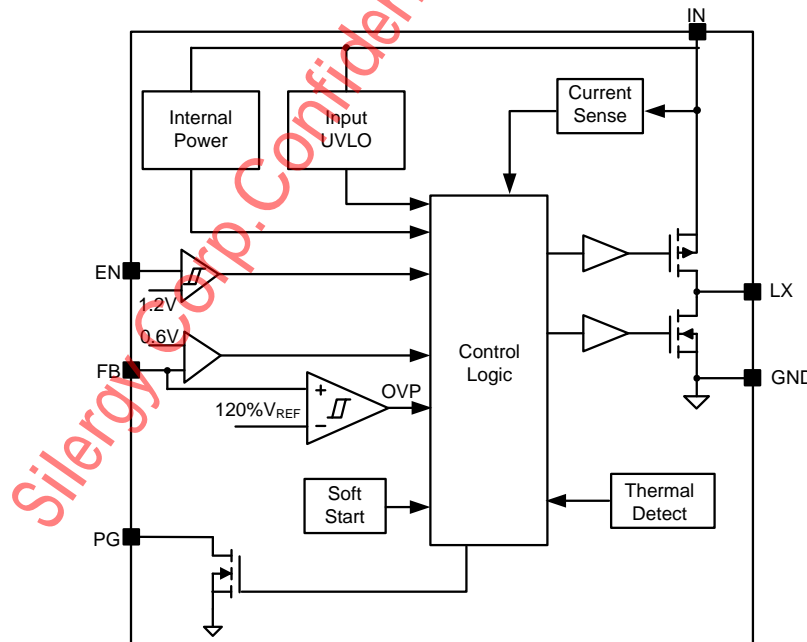 IN
Internal
Power
Input
UVLO
Current
Sense
EN
1.2V
0.6V
FB
120%VREF
+
−
OVP
Control
Logic
LX
GND
Soft
Start
Thermal
Detect
PG
Silergy Corp.Confiden